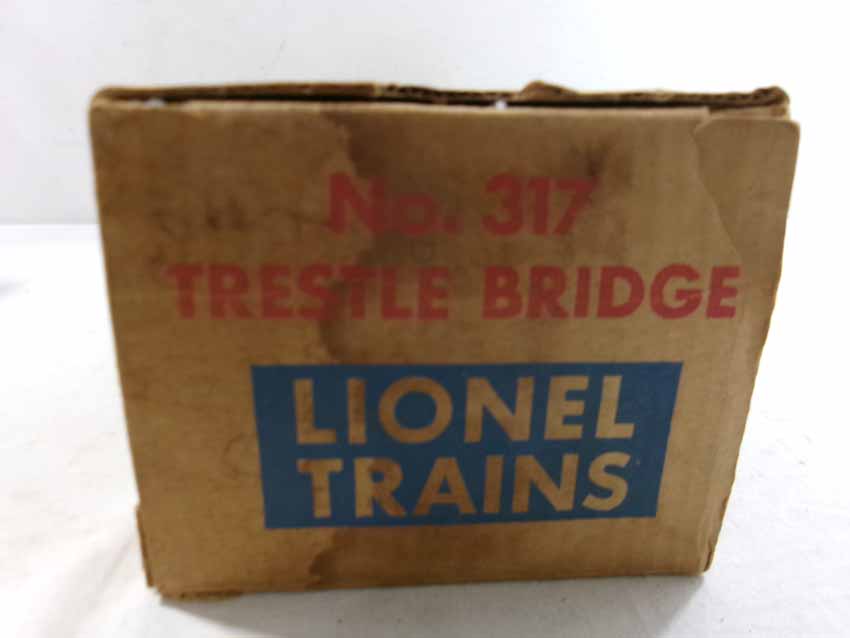 No. 317
TRESTLE BRIDGE
LIONEL
TRAINS